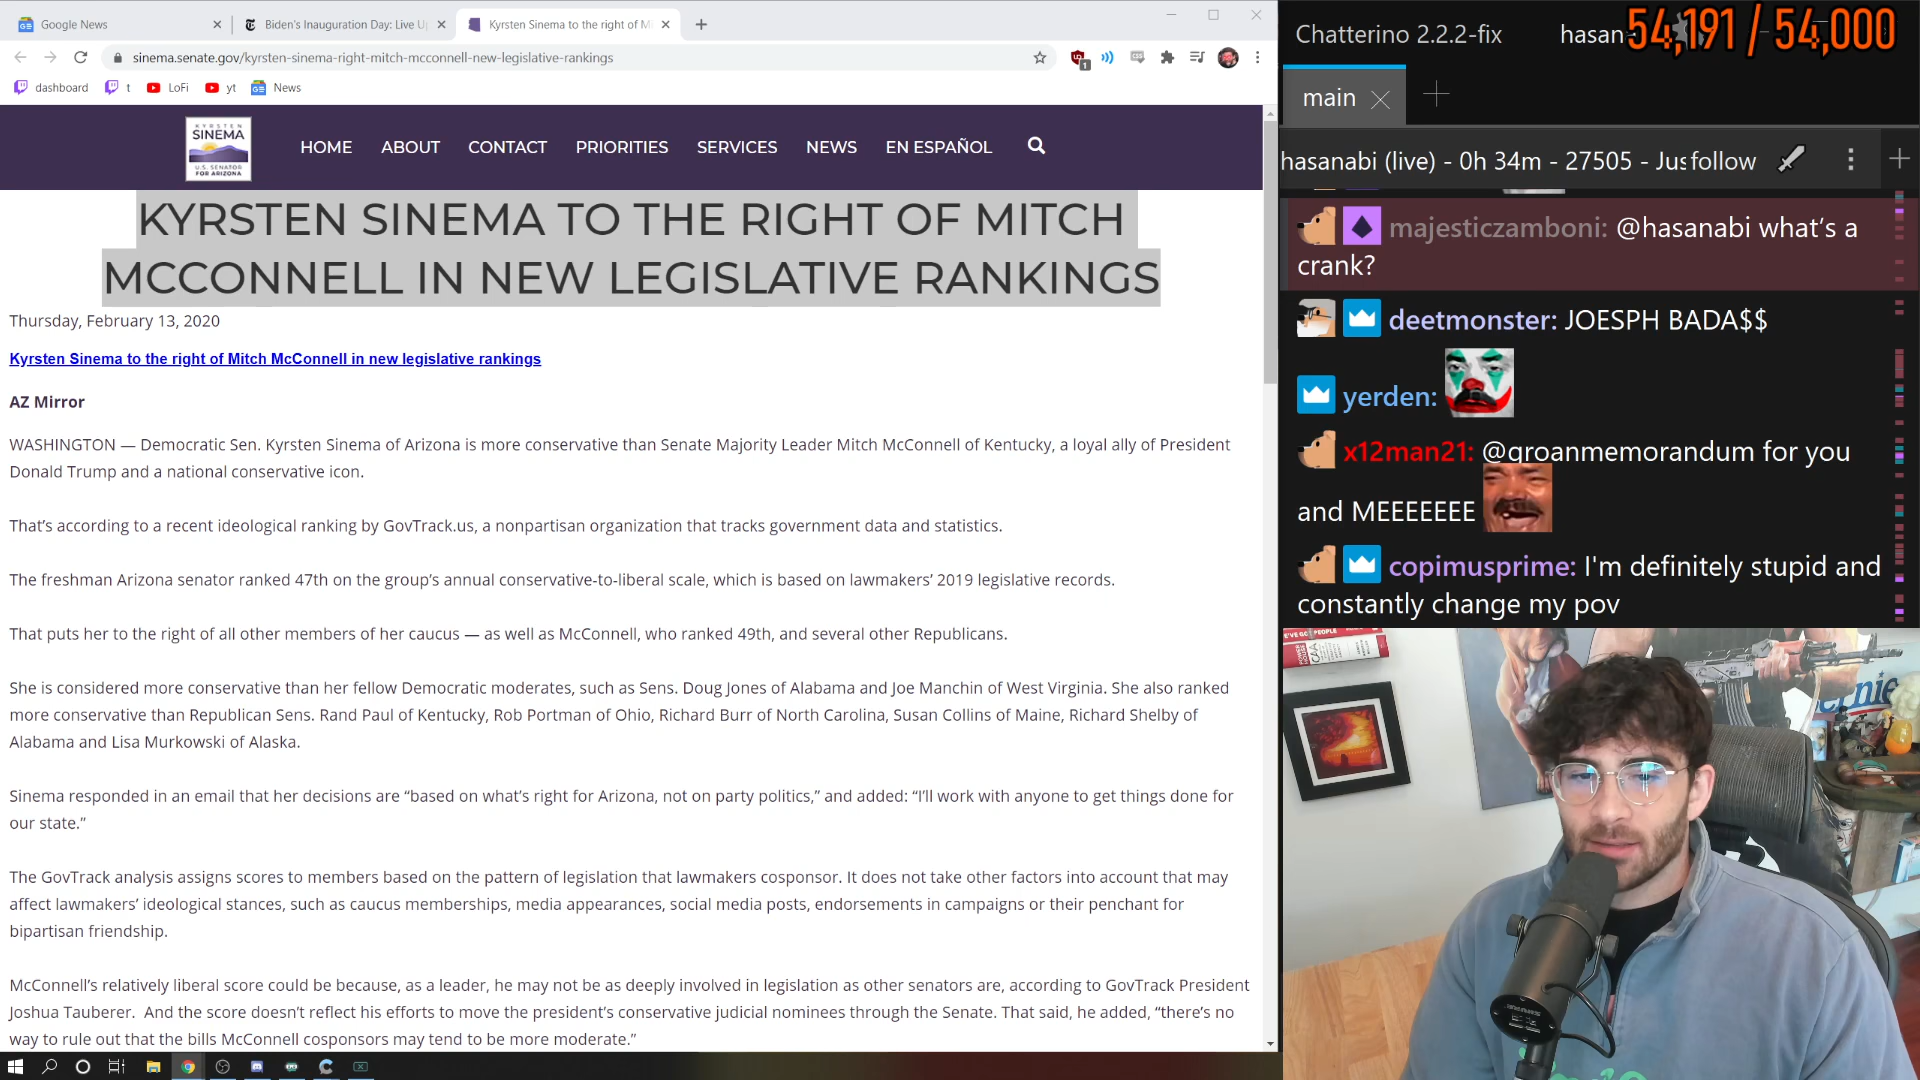 Google News
Biden's Inauguration Day: Live U
Kyrsten Sinema to the right of M
sinema.senate.gov/kyrsten-sinema-right-mitch-mcconnell-new-legislative-rankings
1
dashboard
t
LoFi
yt
News
KYRSTEN
SINEMA
U.S. SENATOR
FOR ARIZONA
HOME
ABOUT
CONTACT
PRIORITIES
SERVICES
NEWS
EN ESPAÑOL
KYRSTEN SINEMA TO THE RIGHT OF MITCH
MCCONNELL IN NEW LEGISLATIVE RANKINGS
Thursday, February 13, 2020
Kyrsten Sinema to the right of Mitch McConnell in new legislative rankings
AZ Mirror
WASHINGTON — Democratic Sen. Kyrsten Sinema of Arizona is more conservative than Senate Majority Leader Mitch McConnell of Kentucky, a loyal ally of President
Donald Trump and a national conservative icon.
That’s according to a recent ideological ranking by GovTrack.us, a nonpartisan organization that tracks government data and statistics.
The freshman Arizona senator ranked 47th on the group’s annual conservative-to-liberal scale, which is based on lawmakers’ 2019 legislative records.
That puts her to the right of all other members of her caucus — as well as McConnell, who ranked 49th, and several other Republicans.
She is considered more conservative than her fellow Democratic moderates, such as Sens. Doug Jones of Alabama and Joe Manchin of West Virginia. She also ranked
more conservative than Republican Sens. Rand Paul of Kentucky, Rob Portman of Ohio, Richard Burr of North Carolina, Susan Collins of Maine, Richard Shelby of
Alabama and Lisa Murkowski of Alaska.
Sinema responded in an email that her decisions are “based on what’s right for Arizona, not on party politics,” and added: “I’ll work with anyone to get things done for
our state.”
The GovTrack analysis assigns scores to members based on the pattern of legislation that lawmakers cosponsor. It does not take other factors into account that may
affect lawmakers’ ideological stances, such as caucus memberships, media appearances, social media posts, endorsements in campaigns or their penchant for
bipartisan friendship.
McConnell’s relatively liberal score could be because, as a leader, he may not be as deeply involved in legislation as other senators are, according to GovTrack President
Joshua Tauberer. And the score doesn’t reflect his efforts to move the president’s conservative judicial nominees through the Senate. That said, he added, “there’s no
way to rule out that the bills McConnell cosponsors may tend to be more moderate.”
Chatterino 2.2.2-fix
hasan
54,191 / 54,000
main
hasanabi (live) - 0h 34m - 27505 - Jus
follow
majesticzamboni: @hasanabi what’s a
crank?
deetmonster: JOESPH BADA$$
yerden:
x12man21: @groanmemorandum for you
and MEEEEEEE
copimusprime: I'm definitely stupid and
constantly change my pov